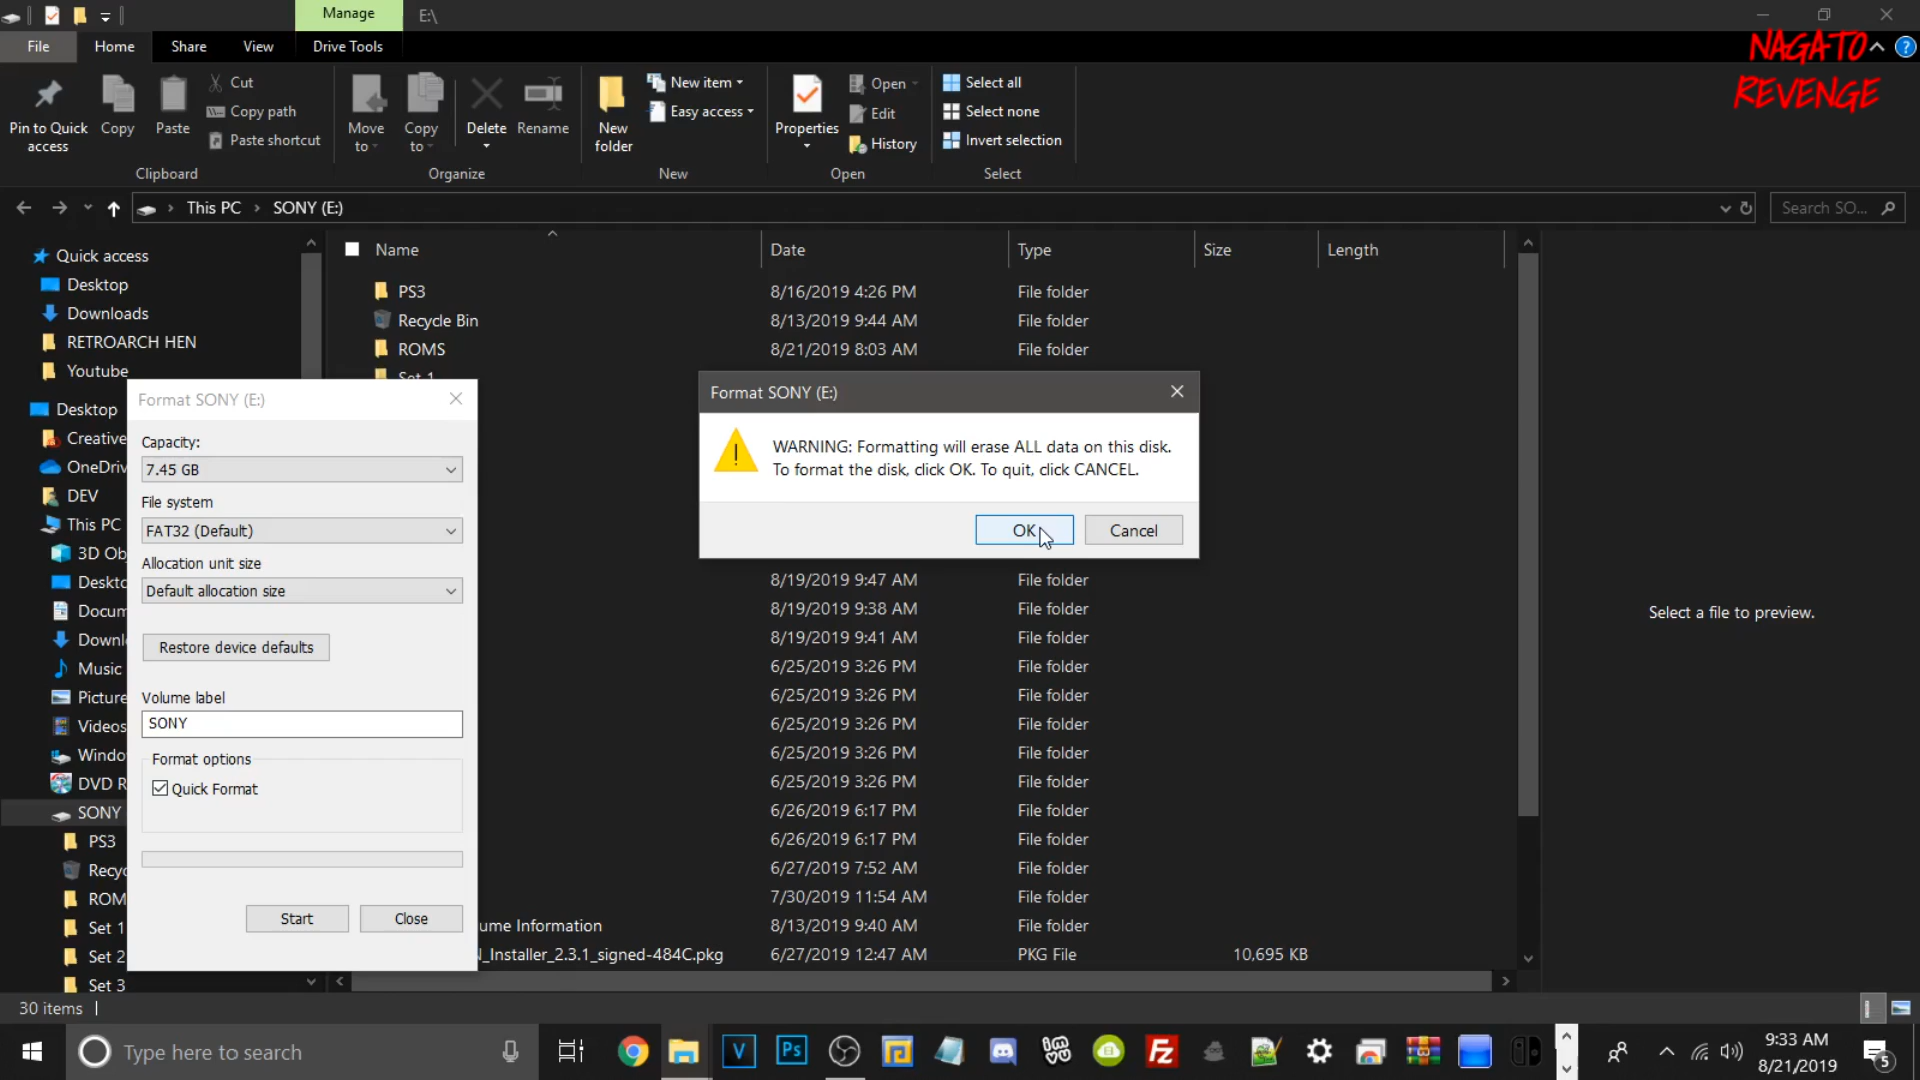 Manage
E:\
File
Home
Share
View
Drive Tools
NAGATO
REVENGE
Pin to Quick
access
Copy
Paste
Cut
Copy path
Paste shortcut
Clipboard
Move
to
Copy
to
Delete
Rename
Organize
New
folder
New item
Easy access
New
Properties
Open
Edit
History
Open
Select all
Select none
Invert selection
Select
This PC
SONY (E:)
Search SO...
Name
Date
Type
Size
Length
Quick access
Desktop
Downloads
RETROARCH HEN
Youtube
Desktop
Creative
OneDriv
DEV
This PC
3D Ob
Deskto
Docum
Downl
Music
Picture
Videos
Windo
DVD R
SONY
PS3
Recyc
ROM
Set 1
Set 2
Set 3
PS3 8/16/2019 4:26 PM File folder
Recycle Bin 8/13/2019 9:44 AM File folder
ROMS 8/21/2019 8:03 AM File folder
Set 1
8/19/2019 9:47 AM File folder
8/19/2019 9:38 AM File folder
8/19/2019 9:41 AM File folder
6/25/2019 3:26 PM File folder
6/25/2019 3:26 PM File folder
6/25/2019 3:26 PM File folder
6/25/2019 3:26 PM File folder
6/25/2019 3:26 PM File folder
6/26/2019 6:17 PM File folder
6/26/2019 6:17 PM File folder
6/27/2019 7:52 AM File folder
7/30/2019 11:54 AM File folder
ume Information 8/13/2019 9:40 AM File folder
_Installer_2.3.1_signed-484C.pkg 6/27/2019 12:47 AM PKG File 10,695 KB
Format SONY (E:)
Capacity:
7.45 GB
File system
FAT32 (Default)
Allocation unit size
Default allocation size
Restore device defaults
Volume label
SONY
Format options
Quick Format
Start
Close
Format SONY (E:)
WARNING: Formatting will erase ALL data on this disk.
To format the disk, click OK. To quit, click CANCEL.
OK
Cancel
Select a file to preview.
30 items
Type here to search
V
Ps
Fz
9:33 AM
8/21/2019
5